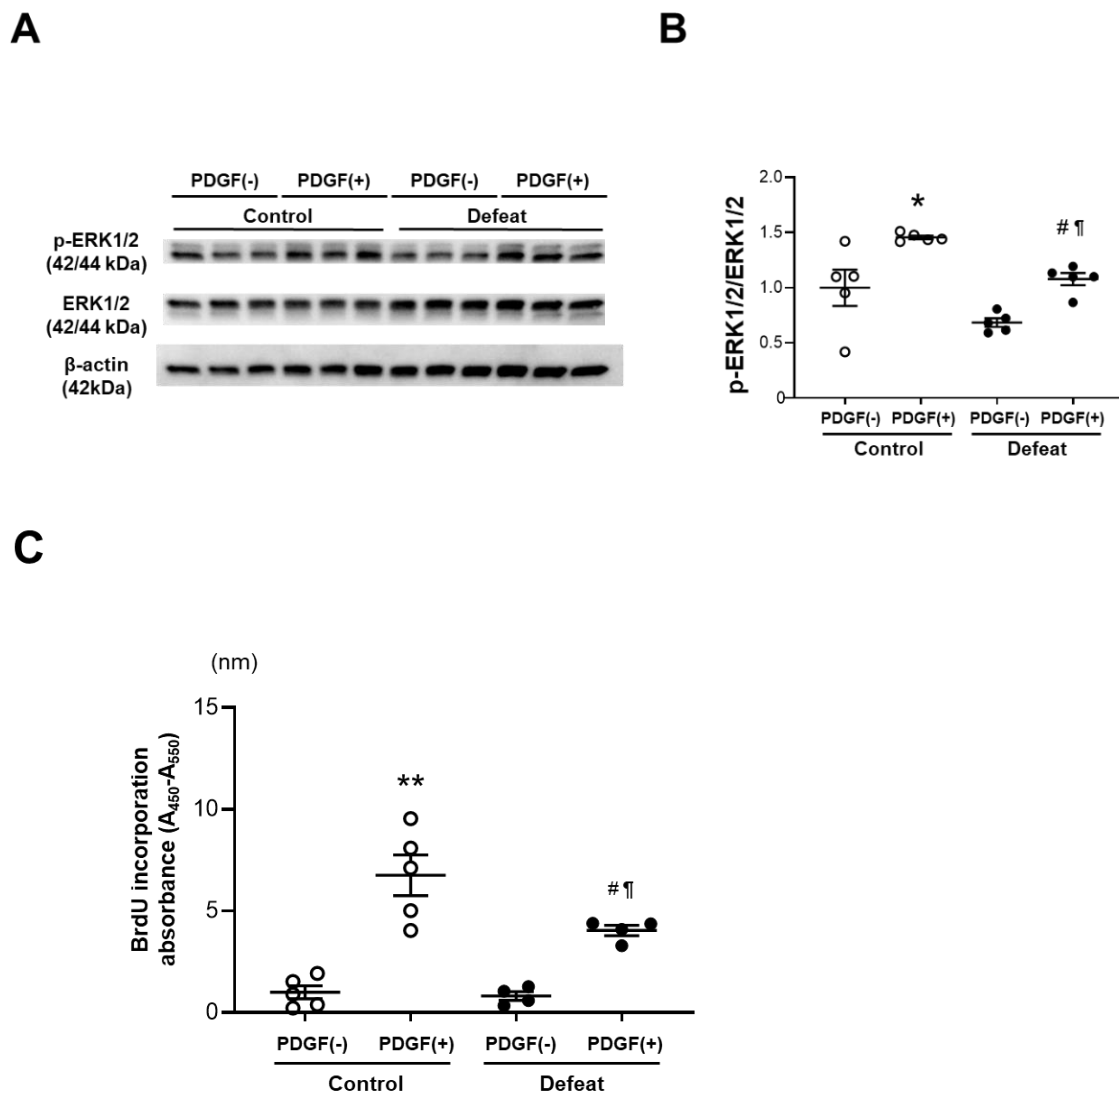 A
B
PDGF(-) PDGF(+) PDGF(-) PDGF(+)
Control Defeat
p-ERK1/2
(42/44 kDa)
ERK1/2
(42/44 kDa)
β-actin
(42kDa)
p-ERK1/2/ERK1/2
2.0
1.5
1.0
0.5
0
*
# ¶
PDGF(-) PDGF(+) PDGF(-) PDGF(+)
Control Defeat
C
(nm)
BrdU incorporation
absorbance (A450-A550)
15
10
5
0
**
# ¶
PDGF(-) PDGF(+) PDGF(-) PDGF(+)
Control Defeat